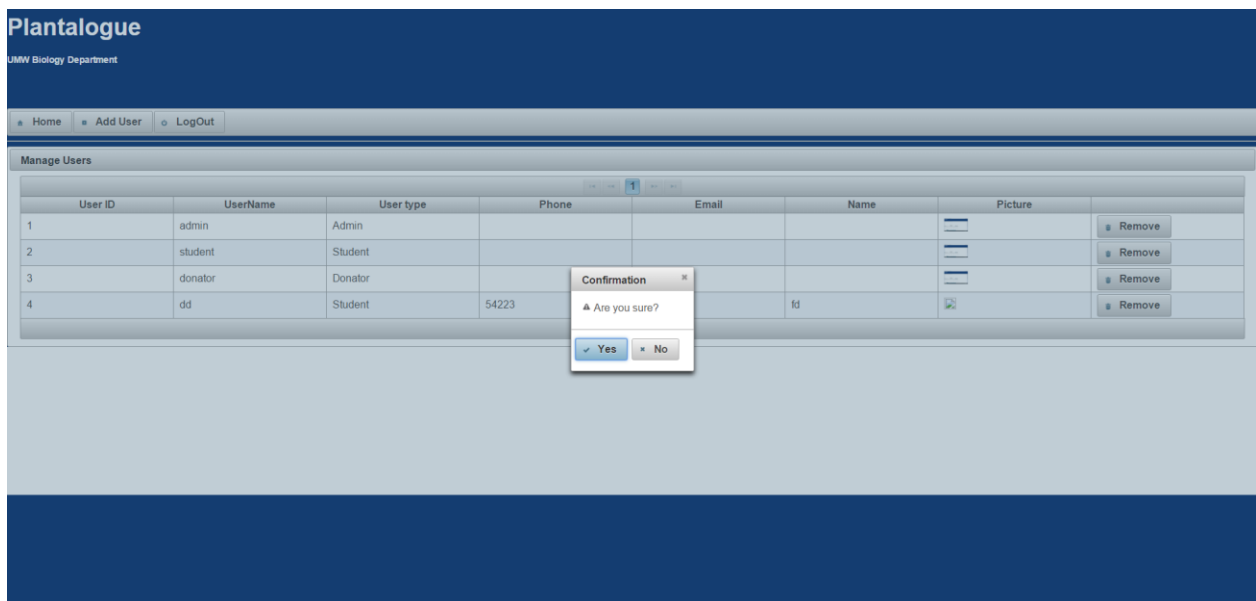 Plantalogue
UMW Biology Department
Home Add User LogOut
Manage Users
1
User ID UserName User type Phone Email Name Picture
1 admin Admin Remove
2 student Student Remove
3 donator Donator Remove
4 dd Student 54223 fd Remove
Confirmation
Are you sure?
Yes No